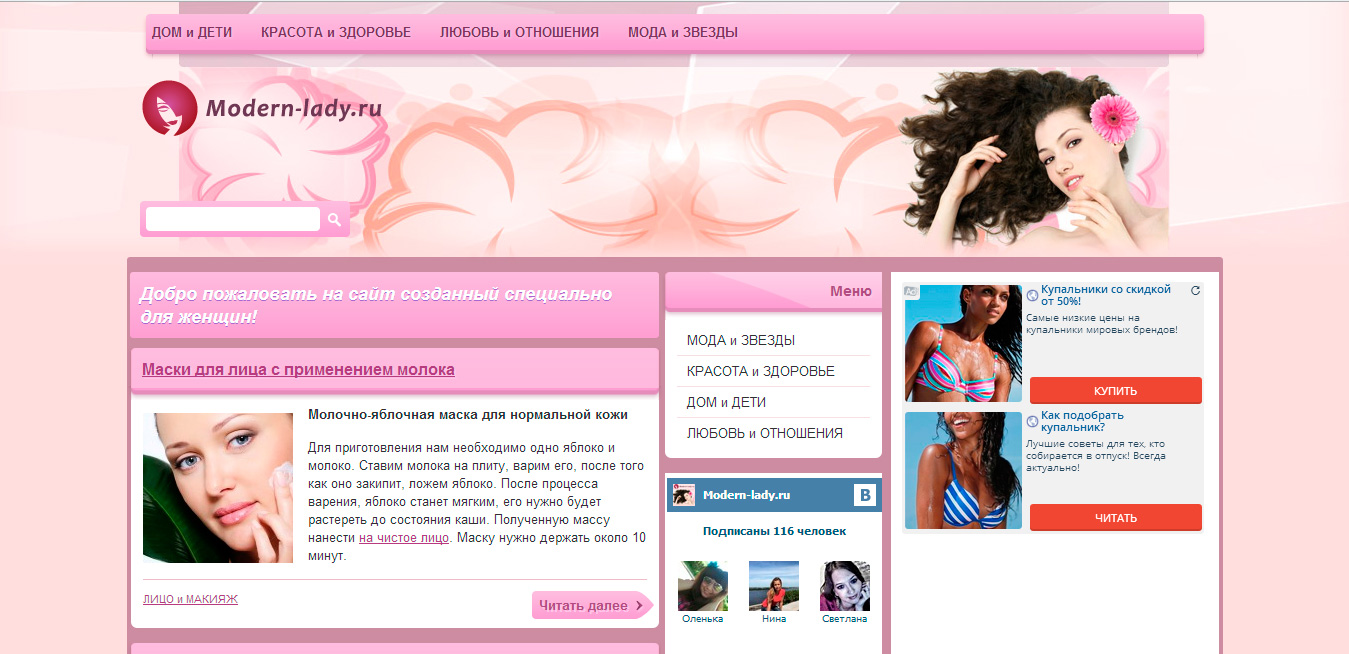 ДОМ и ДЕТИ
КРАСОТА и ЗДОРОВЬЕ
ЛЮБОВЬ и ОТНОШЕНИЯ
МОДА и ЗВЕЗДЫ
Modern-lady.ru
Добро пожаловать на сайт созданный специально
для женщин!
Маски для лица с применением молока
Молочно-яблочная маска для нормальной кожи
Для приготовления нам необходимо одно яблоко и
молоко. Ставим молока на плиту, варим его, после того
как оно закипит, ложем яблоко. После процесса
варения, яблоко станет мягким, его нужно будет
растереть до состояния каши. Полученную массу
нанести на чистое лицо. Маску нужно держать около 10
минут.
ЛИЦО и МАКИЯЖ
Читать далее
Меню
МОДА и ЗВЕЗДЫ
КРАСОТА и ЗДОРОВЬЕ
ДОМ и ДЕТИ
ЛЮБОВЬ и ОТНОШЕНИЯ
Modern-lady.ru
В
Подписаны 116 человек
Оленька
Нина
Светлана
Ad
Купальники со скидкой
от 50%!
Самые низкие цены на
купальники мировых брендов!
КУПИТЬ
Как подобрать
купальник?
Лучшие советы для тех, кто
собирается в отпуск! Всегда
актуально!
ЧИТАТЬ